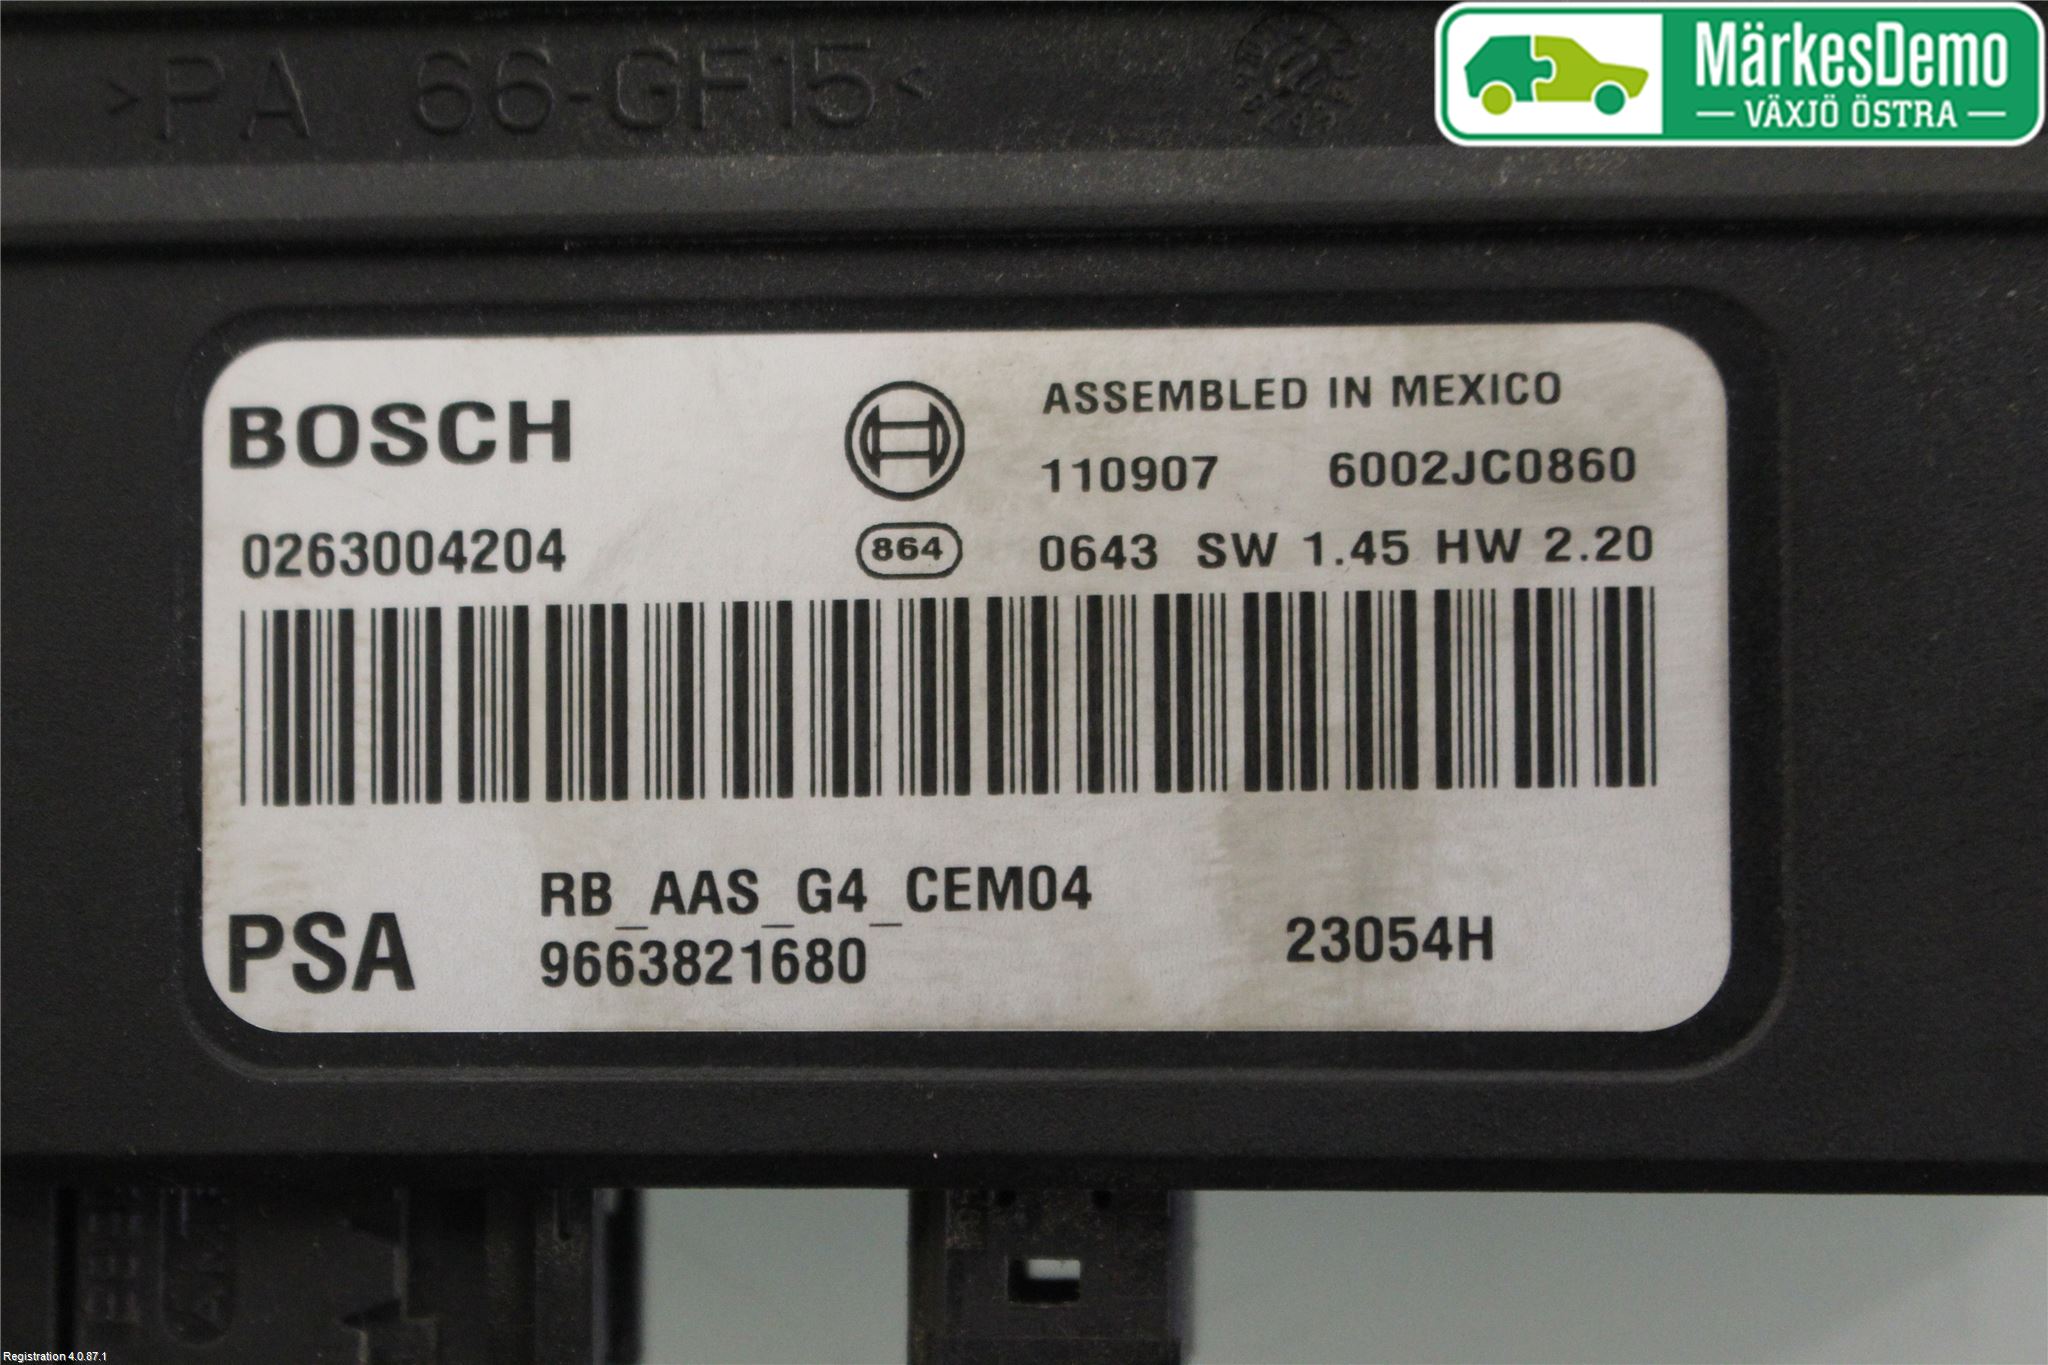 >PA 66-GF15<
MärkesDemo
VÄXJÖ ÖSTRA
BOSCH
ASSEMBLED IN MEXICO
110907 6002JC0860
0263004204
864
0643 SW 1.45 HW 2.20
RB_AAS_G4_CEM04
PSA
9663821680
23054H
Registration 4.0.87.1